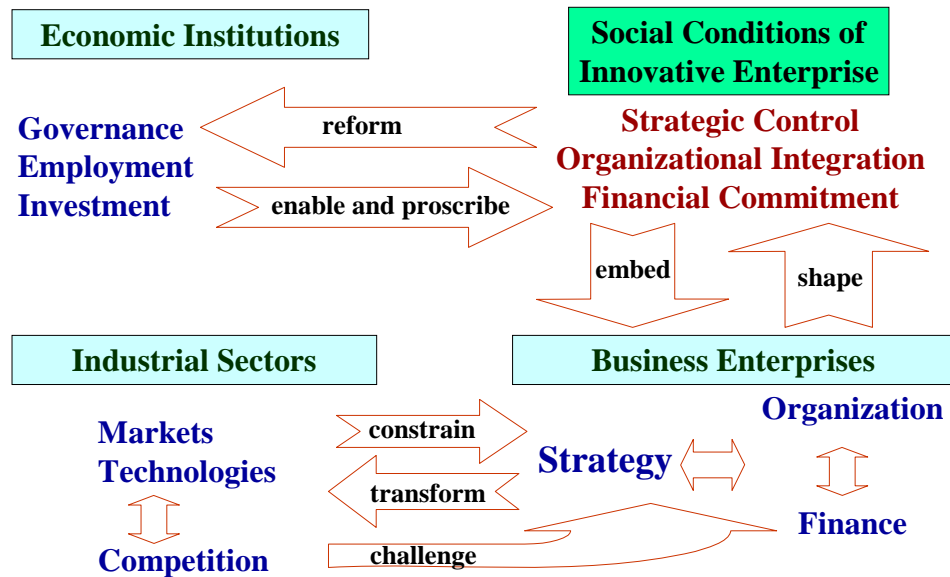 Economic Institutions
Social Conditions of
Innovative Enterprise
Governance
Employment
Investment
reform
enable and proscribe
Strategic Control
Organizational Integration
Financial Commitment
embed
shape
Industrial Sectors
Business Enterprises
Markets
Technologies
Competition
constrain
transform
challenge
Strategy
Organization
Finance